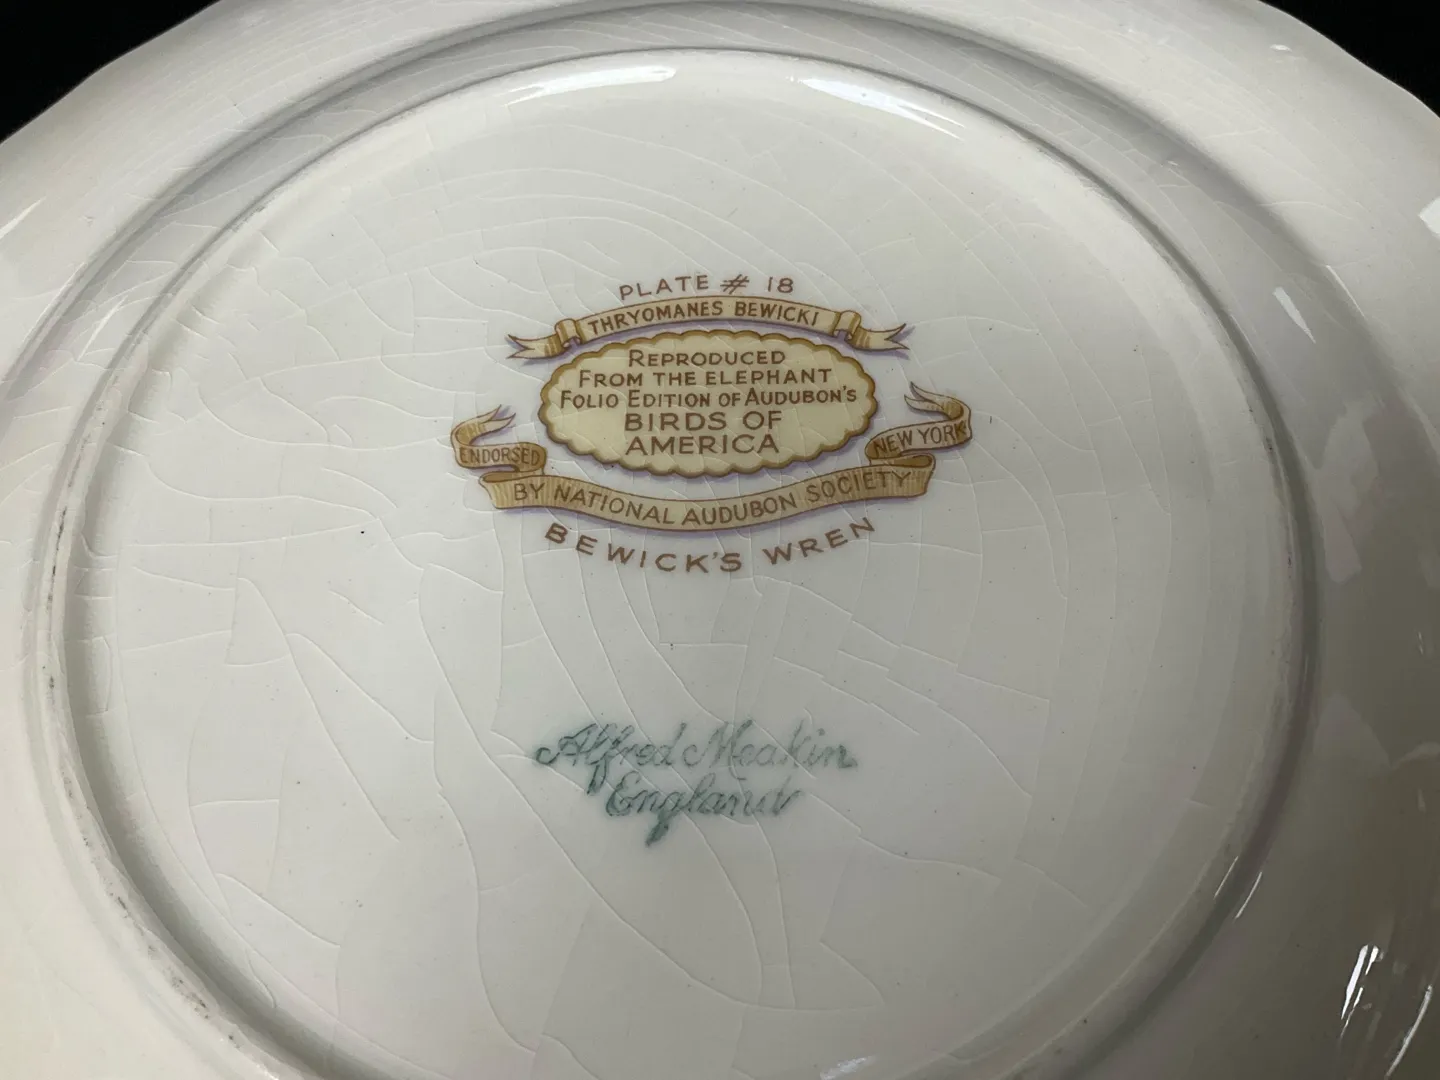 PLATE # 18
THRYOMANES BEWICKI
REPRODUCED
FROM THE ELEPHANT
FOLIO EDITION OF AUDUBON'S
BIRDS OF
AMERICA
ENDORSED
BY NATIONAL AUDUBON SOCIETY
NEW YORK
BEWICK'S WREN
Alfred Meakin
England